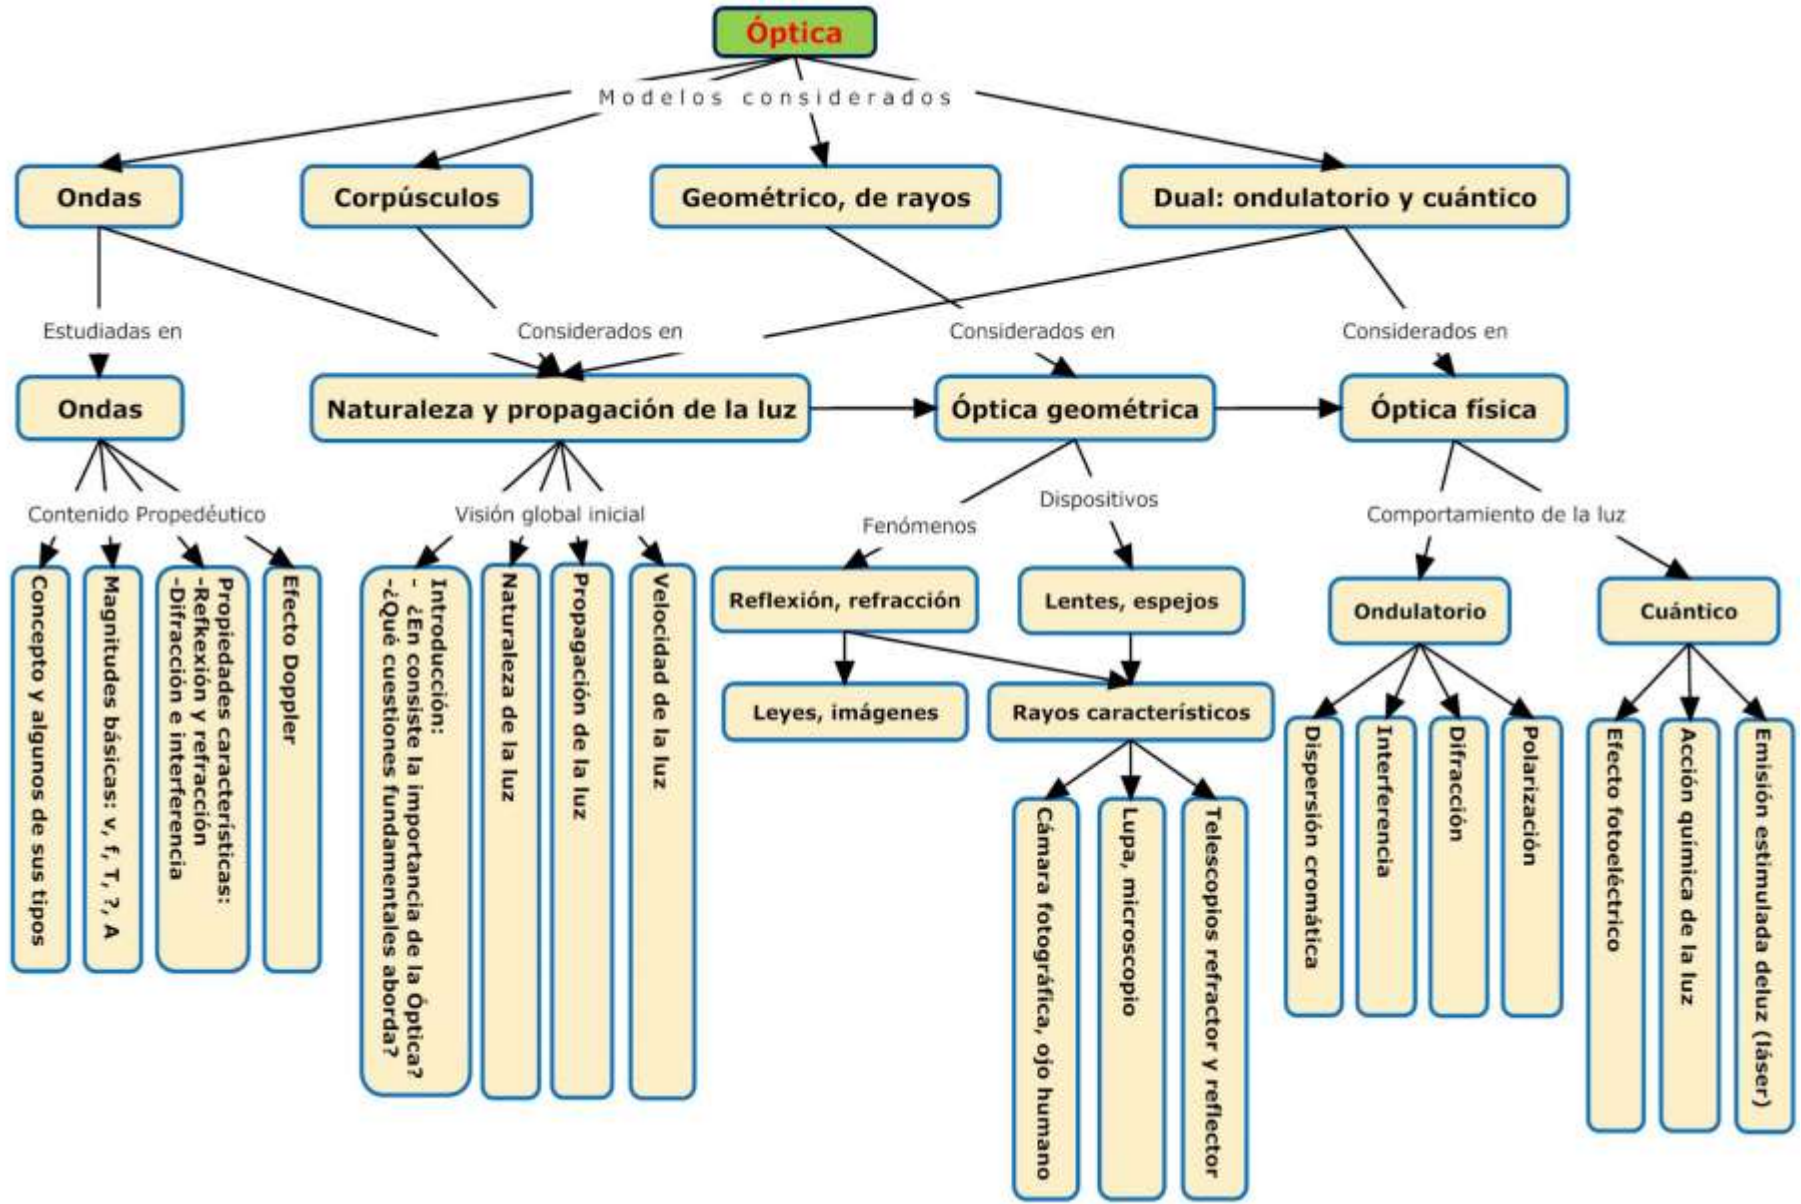 Óptica
Modelos considerados
Ondas
Corpúsculos
Geométrico, de rayos
Dual: ondulatorio y cuántico
Estudiadas en
Considerados en
Considerados en
Considerados en
Ondas
Naturaleza y propagación de la luz
Óptica geométrica
Óptica física
Contenido Propedéutico
Visión global inicial
Fenómenos
Dispositivos
Comportamiento de la luz
Concepto y algunos de sus tipos
Magnitudes básicas: v, f, T, ?, A
Propiedades características:
-Refkexión y refracción
-Difracción e interferencia
Efecto Doppler
Introducción:
- ¿En consiste la importancia de la Óptica?
-¿Qué cuestiones fundamentales aborda?
Naturaleza de la luz
Propagación de la luz
Velocidad de la luz
Reflexión, refracción
Lentes, espejos
Leyes, imágenes
Rayos característicos
Cámara fotográfica, ojo humano
Lupa, microscopio
Telescopios refractor y reflector
Ondulatorio
Cuántico
Dispersión cromática
Interferencia
Difracción
Polarización
Efecto fotoeléctrico
Acción química de la luz
Emisión estimulada deluz (láser)